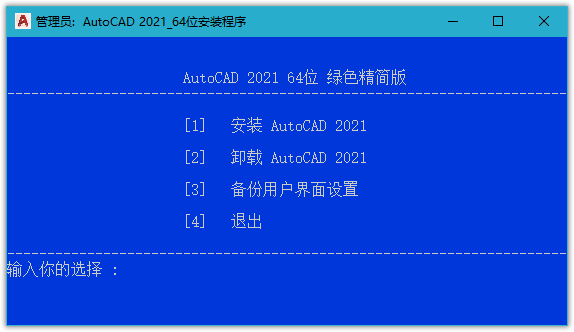 管理员: AutoCAD 2021_64位安装程序
AutoCAD 2021 64位 绿色精简版
[1] 安装 AutoCAD 2021
[2] 卸载 AutoCAD 2021
[3] 备份用户界面设置
[4] 退出
输入你的选择 :